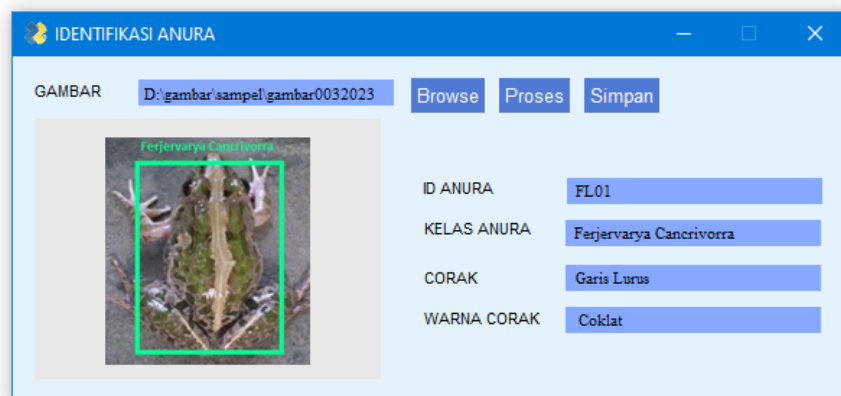 IDENTIFIKASI ANURA
GAMBAR D:\gambar\sampel\gambar0032023 Browse Proses Simpan
Ferjervarya Cancrivorra
ID ANURA FL01
KELAS ANURA Ferjervarya Cancrivorra
CORAK Garis Lurus
WARNA CORAK Coklat